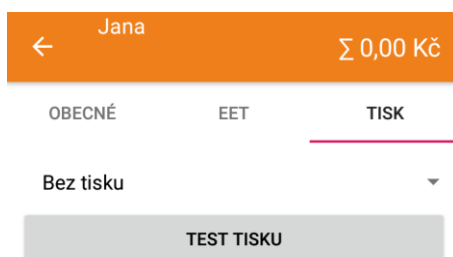 Jana
∑ 0,00 Kč
OBECNÉ EET TISK
Bez tisku
TEST TISKU